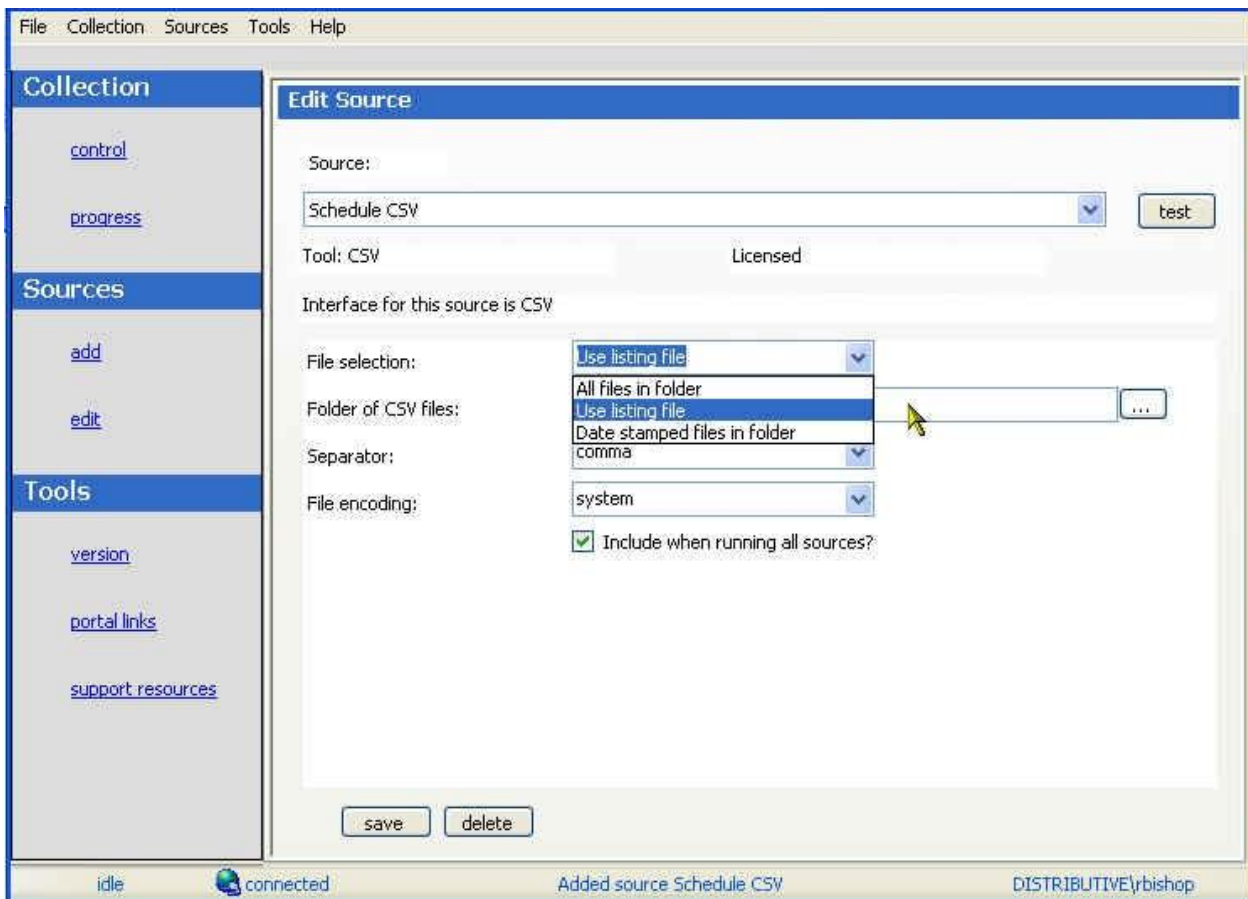 File Collection Sources Tools Help
Collection
control
progress
Sources
add
edit
Tools
version
portal links
support resources
Edit Source
Source:
Schedule CSV
test
Tool: CSV Licensed
Interface for this source is CSV
File selection: Use listing file
All files in folder
Use listing file
Date stamped files in folder
Folder of CSV files: ...
Separator: comma
File encoding: system
Include when running all sources?
save delete
idle connected Added source Schedule CSV DISTRIBUTIVE\rbishop